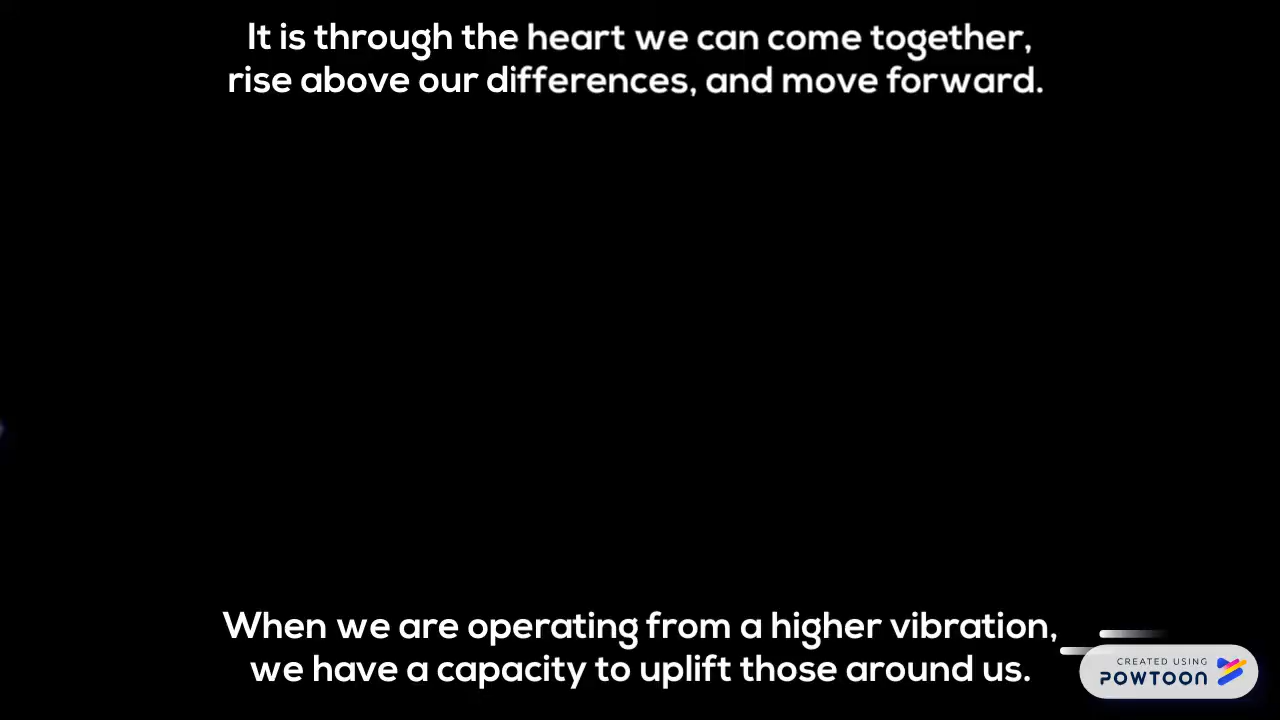 It is through the heart we can come together,
rise above our differences, and move forward.
When we are operating from a higher vibration,
we have a capacity to uplift those around us.
CREATED USING
POWTOON